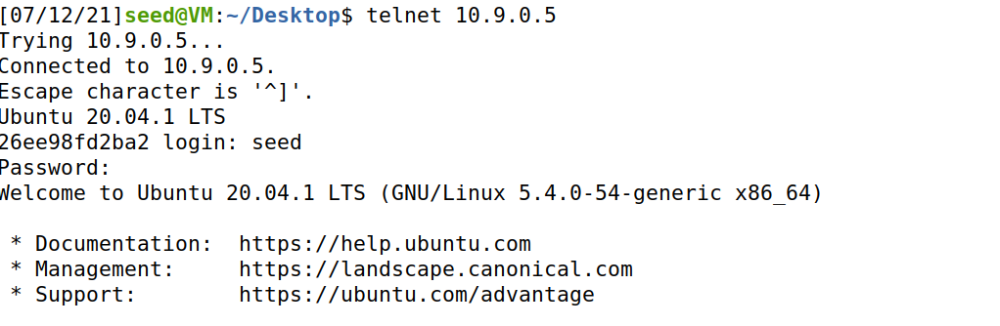 [07/12/21]seed@VM:~/Desktop$ telnet 10.9.0.5
Trying 10.9.0.5...
Connected to 10.9.0.5.
Escape character is '^]'.
Ubuntu 20.04.1 LTS
26ee98fd2ba2 login: seed
Password:
Welcome to Ubuntu 20.04.1 LTS (GNU/Linux 5.4.0-54-generic x86_64)

 * Documentation:  https://help.ubuntu.com
 * Management:     https://landscape.canonical.com
 * Support:        https://ubuntu.com/advantage